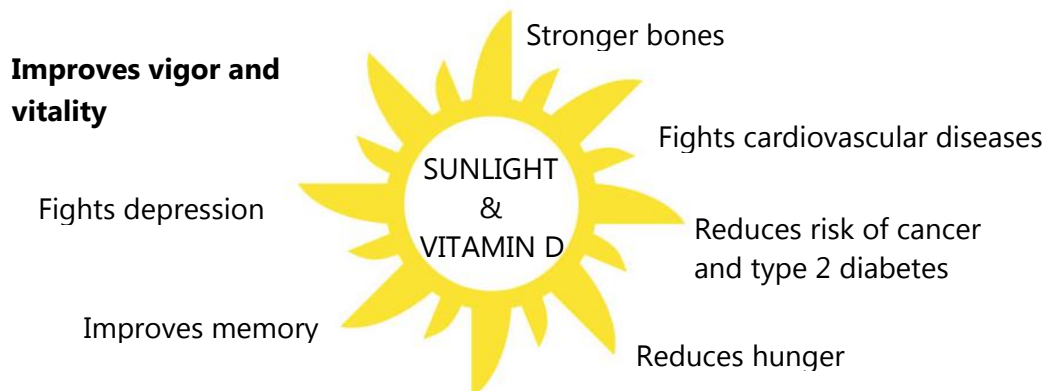 Stronger bones
Improves vigor and
vitality
Fights cardiovascular diseases
SUNLIGHT
&
VITAMIN D
Fights depression
Reduces risk of cancer
and type 2 diabetes
Improves memory
Reduces hunger